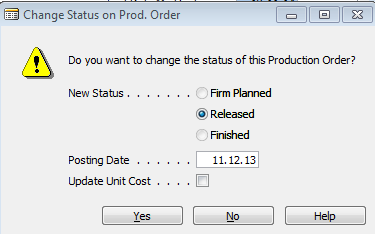 Change Status on Prod. Order
Do you want to change the status of this Production Order?
New Status . . . . . . . Firm Planned
Released
Finished
Posting Date . . . . . . 11.12.13
Update Unit Cost . . . .
Yes No Help